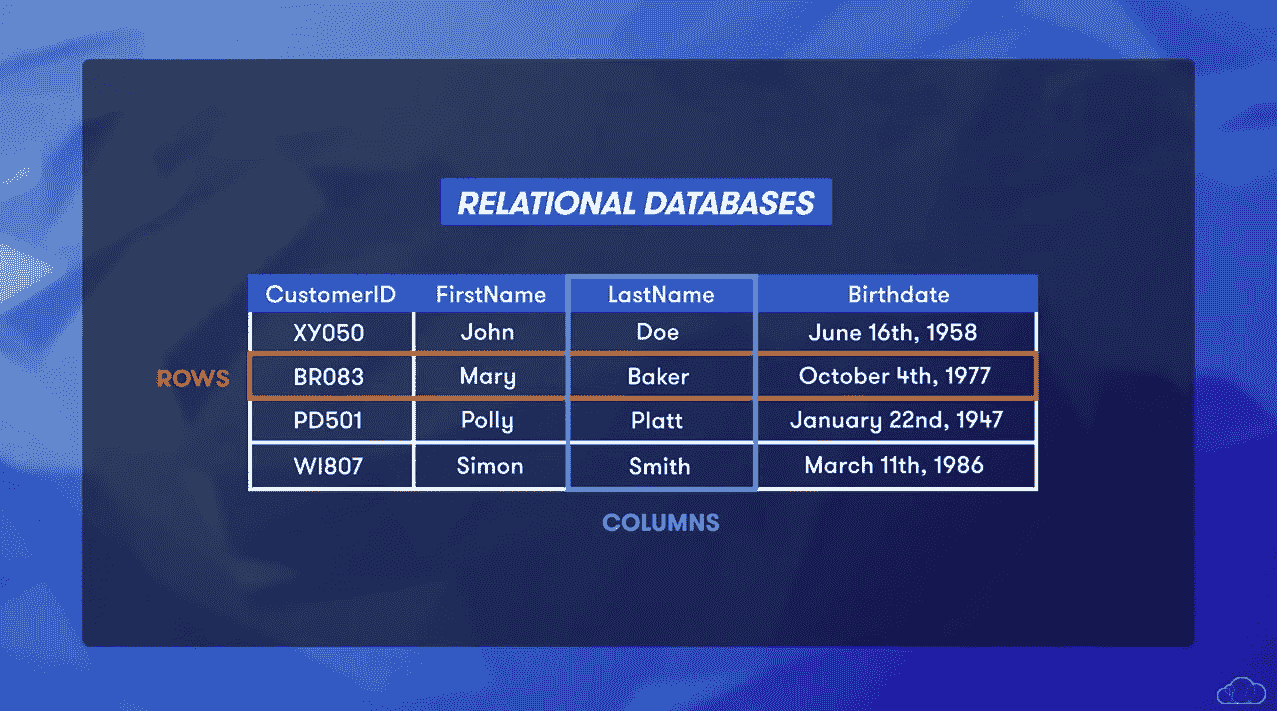 RELATIONAL DATABASES
CustomerID FirstName LastName Birthdate
XY050 John Doe June 16th, 1958
ROWS BR083 Mary Baker October 4th, 1977
PD501 Polly Platt January 22nd, 1947
WI807 Simon Smith March 11th, 1986
COLUMNS